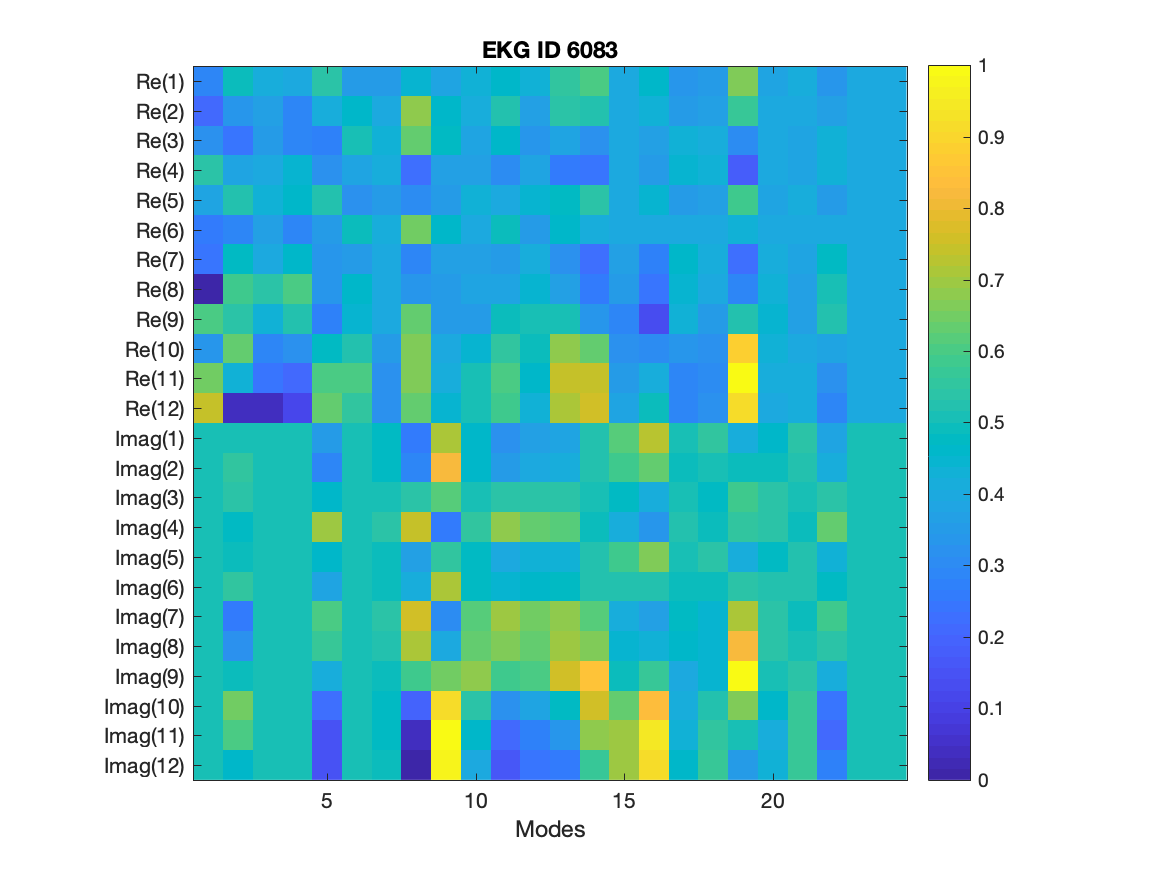 EKG ID 6083
Re(1)
Re(2)
Re(3)
Re(4)
Re(5)
Re(6)
Re(7)
Re(8)
Re(9)
Re(10)
Re(11)
Re(12)
Imag(1)
Imag(2)
Imag(3)
Imag(4)
Imag(5)
Imag(6)
Imag(7)
Imag(8)
Imag(9)
Imag(10)
Imag(11)
Imag(12)
5 10 15 20
Modes
1
0.9
0.8
0.7
0.6
0.5
0.4
0.3
0.2
0.1
0